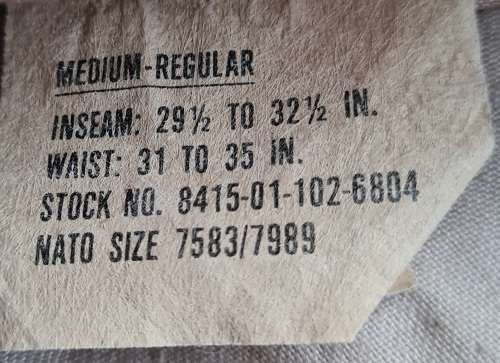 MEDIUM-REGULAR
INSEAM: 29½ TO 32½ IN.
WAIST: 31 TO 35 IN.
STOCK NO. 8415-01-102-6804
NATO SIZE 7583/7989